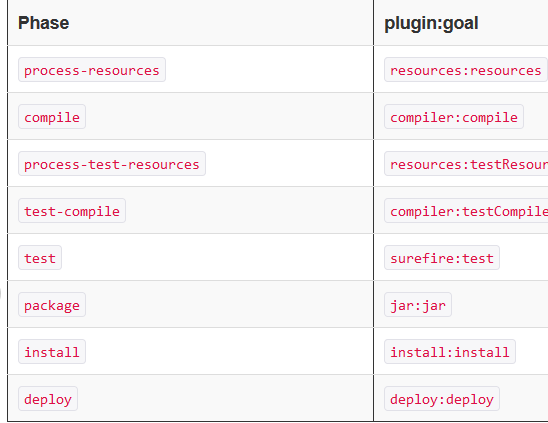 Phase plugin:goal
process-resources resources:resources
compile compiler:compile
process-test-resources resources:testResour
test-compile compiler:testCompile
test surefire:test
package jar:jar
install install:install
deploy deploy:deploy